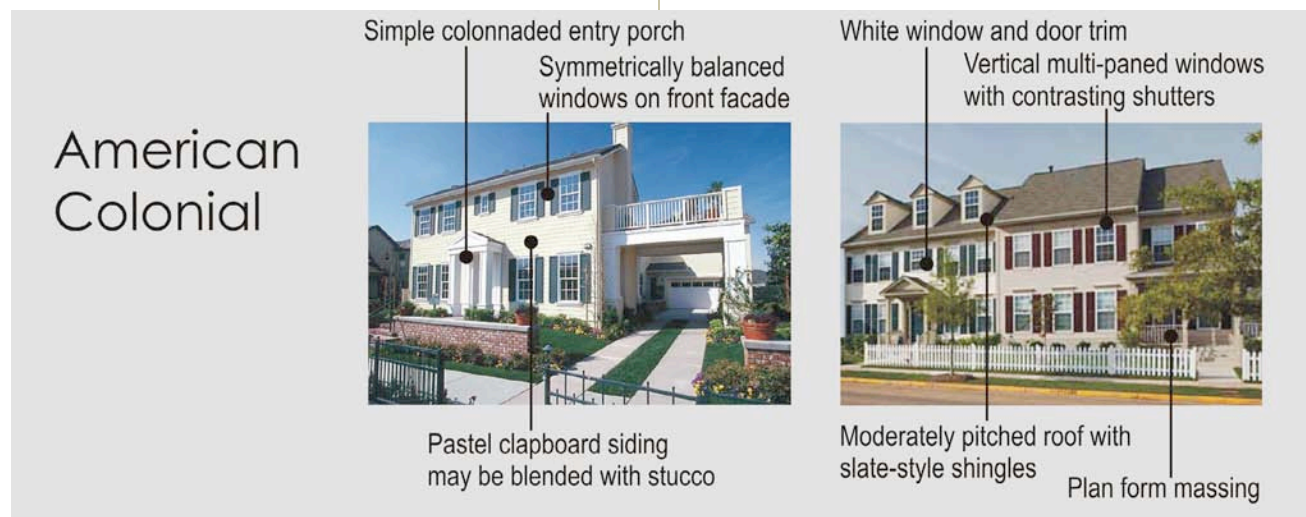 American
Colonial
Simple colonnaded entry porch
Symmetrically balanced
windows on front facade
Pastel clapboard siding
may be blended with stucco
White window and door trim
Vertical multi-paned windows
with contrasting shutters
Moderately pitched roof with
slate-style shingles
Plan form massing